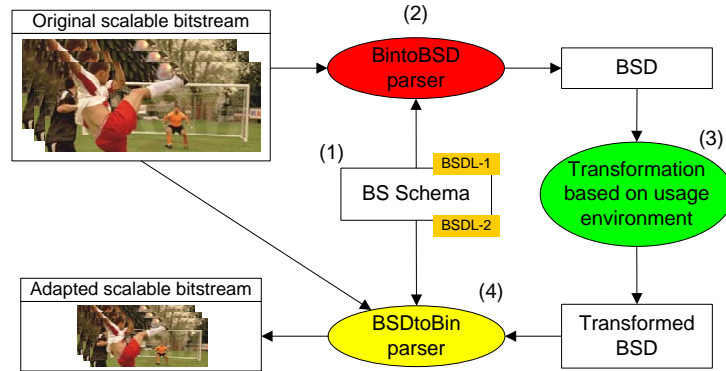 Original scalable bitstream
(2)
BintoBSD
parser
BSD
(1)
BSDL-1
BS Schema
BSDL-2
(3)
Transformation
based on usage
environment
Adapted scalable bitstream
(4)
BSDtoBin
parser
Transformed
BSD